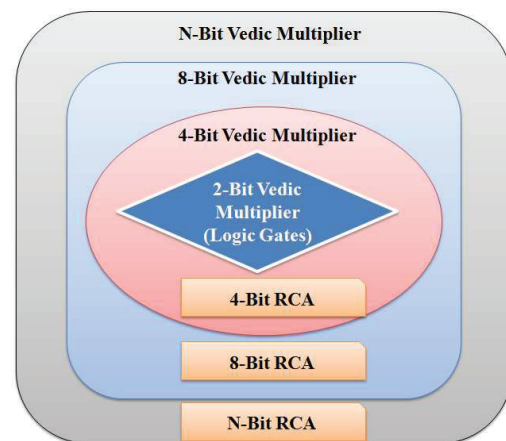 N-Bit Vedic Multiplier
8-Bit Vedic Multiplier
4-Bit Vedic Multiplier
2-Bit Vedic
Multiplier
(Logic Gates)
4-Bit RCA
8-Bit RCA
N-Bit RCA